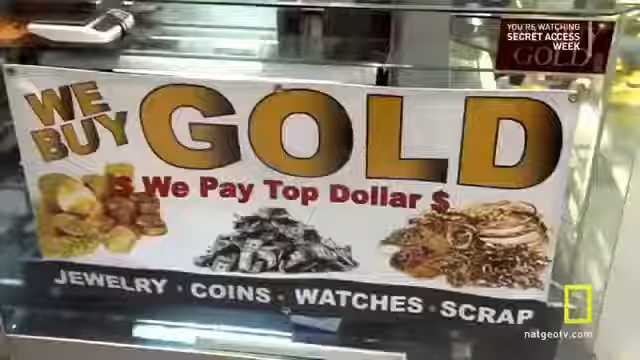 YOU'RE WATCHING
SECRET ACCESS
WEEK
GOLD
WE
BUY
GOLD
$ We Pay Top Dollar $
JEWELRY · COINS · WATCHES · SCRAP
natgeotv.com